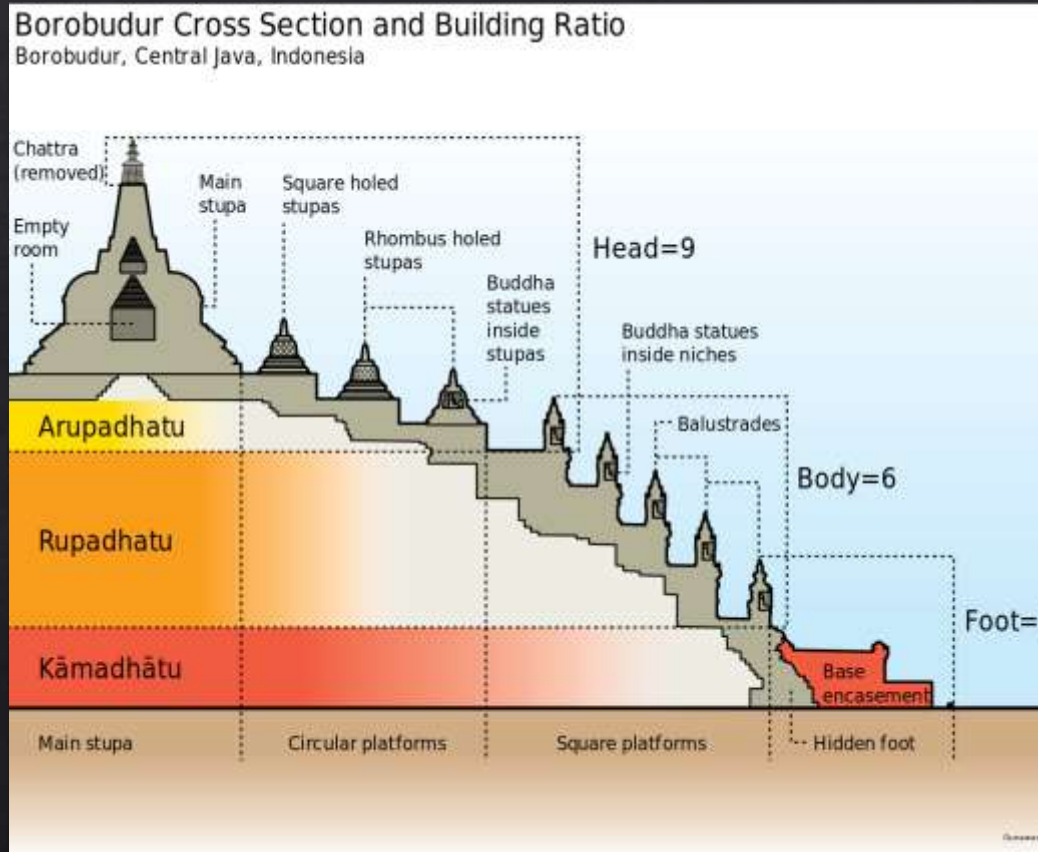 Borobudur Cross Section and Building Ratio
Borobudur, Central Java, Indonesia
Chattra
(removed)
Main
stupa
Square holed
stupas
Empty
room
Rhombus holed
stupas
Head=9
Buddha
statues
inside
stupas
Buddha statues
inside niches
Arupadhatu
Balustrades
Body=6
Rupadhatu
Foot=
Kāmadhātu
Base
encasement
Main stupa
Circular platforms
Square platforms
Hidden foot